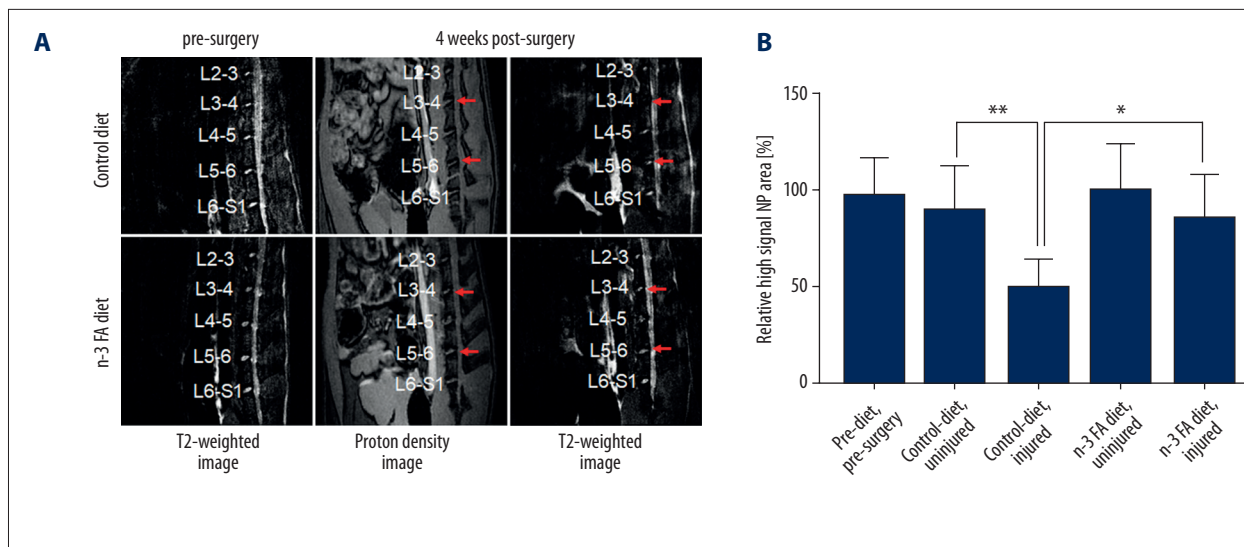 A
pre-surgery
4 weeks post-surgery
Control diet
L2-3
L3-4
L4-5
L5-6
L6-S1
L2-3
L3-4
L4-5
L5-6
L6-S1
L2-3
L3-4
L4-5
L5-6
L6-S1
n-3 FA diet
L2-3
L3-4
L4-5
L5-6
L6-S1
L2-3
L3-4
L4-5
L5-6
L6-S1
L2-3
L3-4
L4-5
L5-6
L6-S1
T2-weighted
image
Proton density
image
T2-weighted
image
B
Relative high signal NP area [%]
150
100
50
0
**
*
Pre-diet,
pre-surgery
Control-diet,
uninjured
Control-diet,
injured
n-3 FA diet,
uninjured
n-3 FA diet,
injured